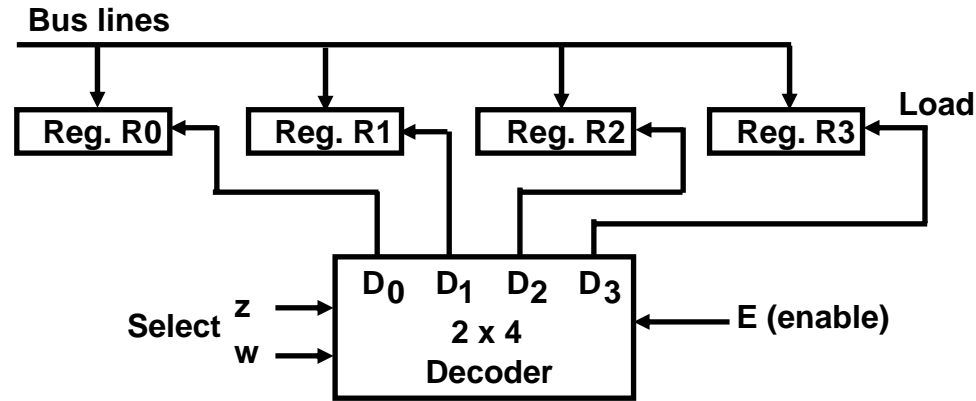 Bus lines
Load
Reg. R0 Reg. R1 Reg. R2 Reg. R3
D0 D1 D2 D3
Select z
w
2 x 4
Decoder
E (enable)